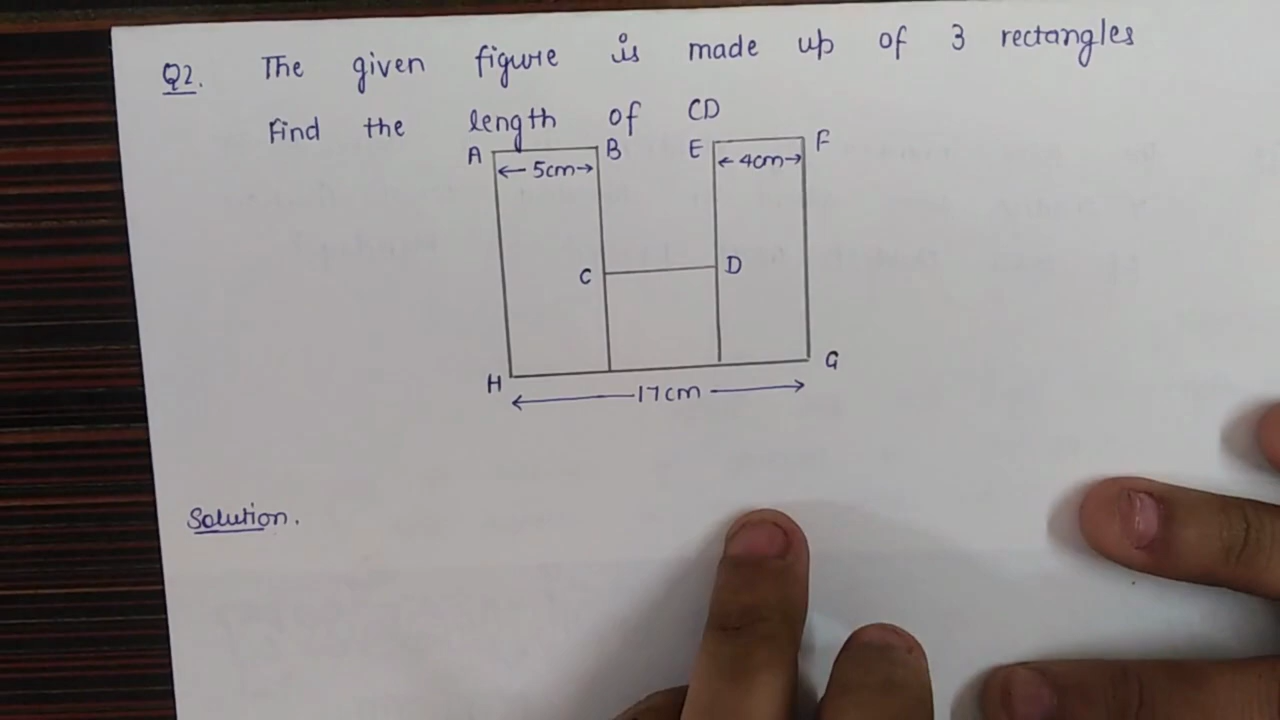 Q2. The given figure is made up of 3 rectangles
Find the length of CD
A B E F
← 5cm → ← 4cm →
C D
H G
← 17cm →
Solution.